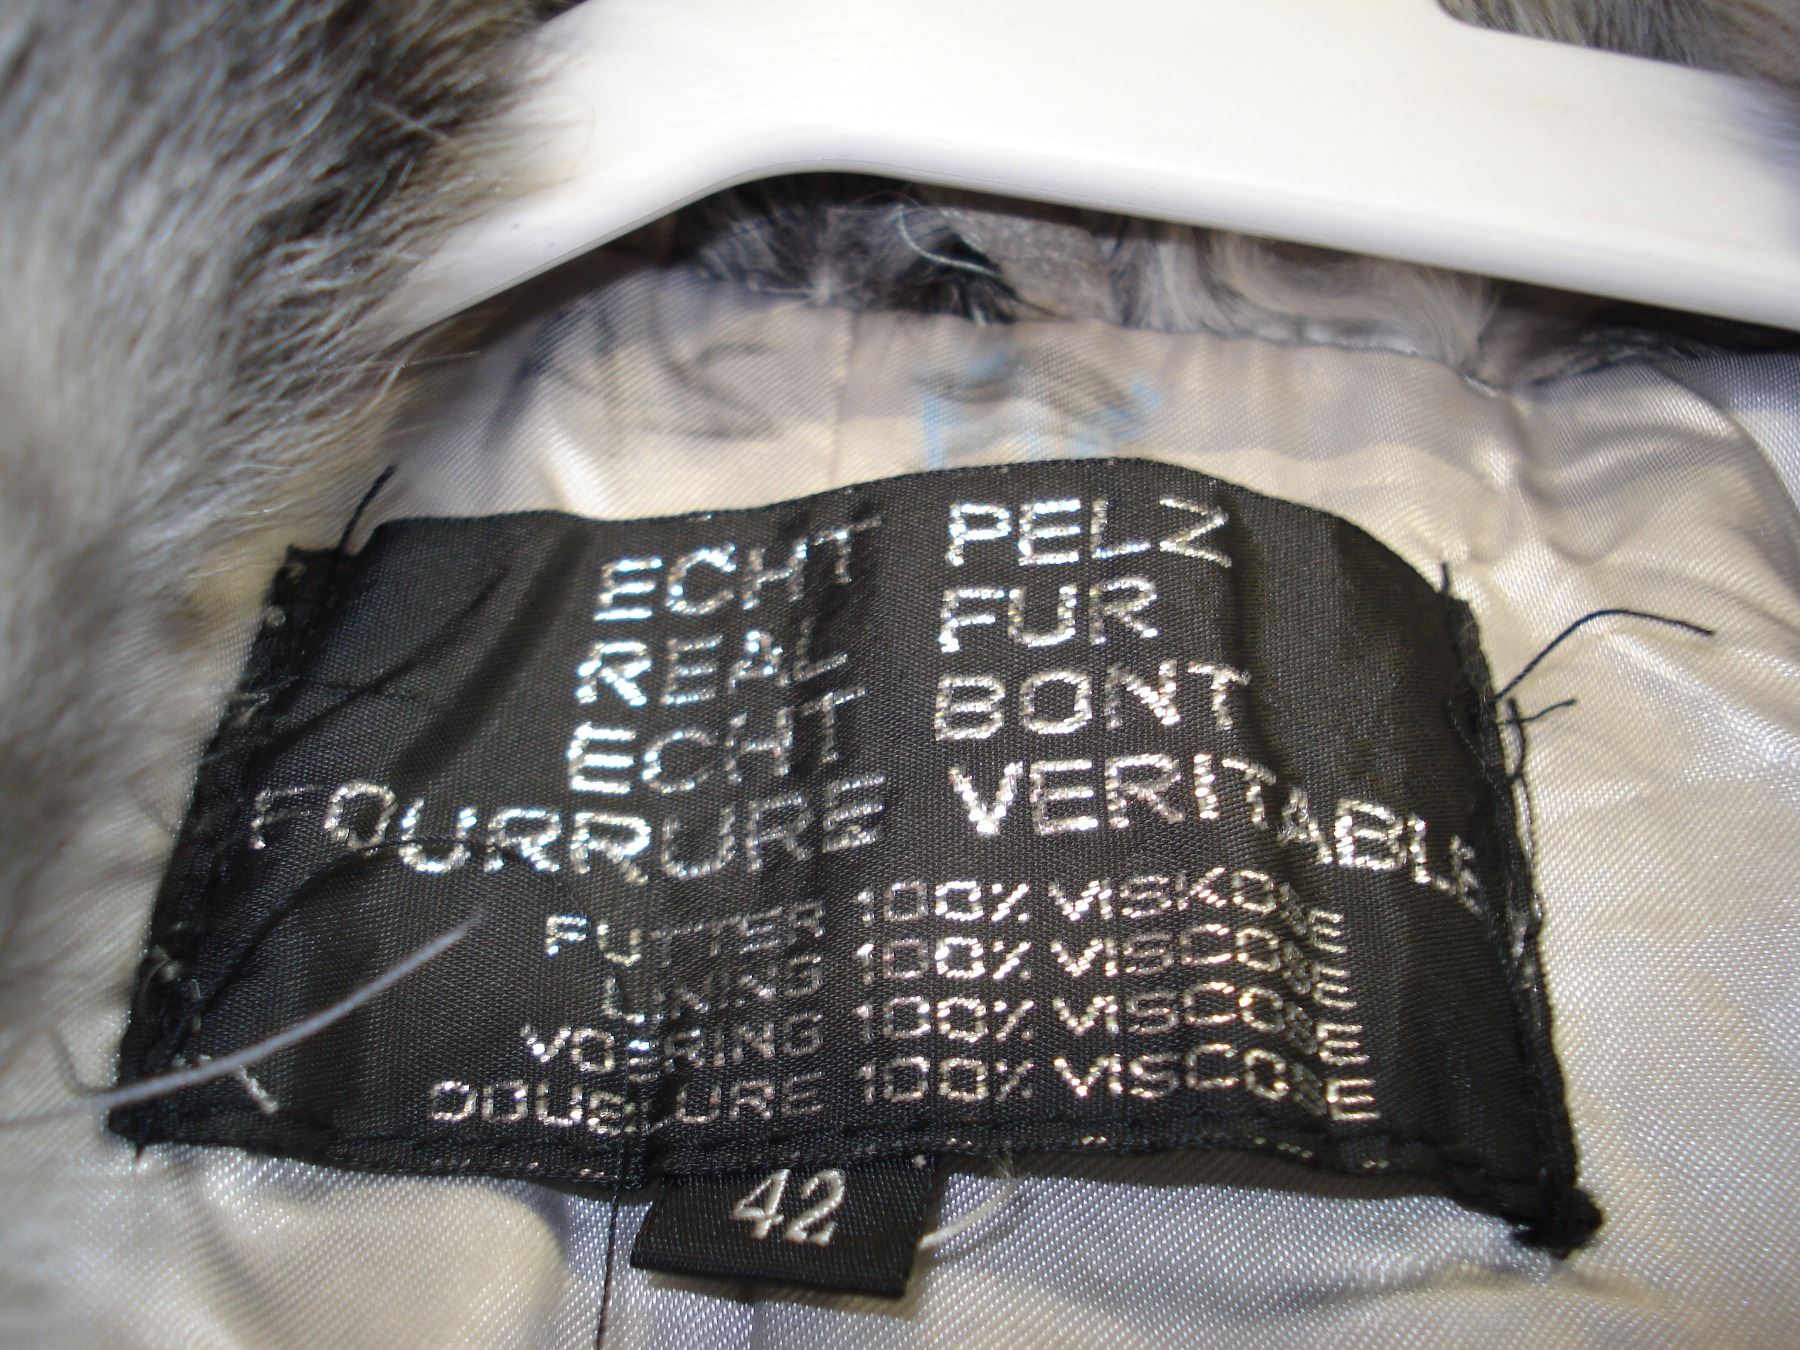 ECHT PELZ
REAL FUR
ECHT BONT
FOURRURE VERITABLE
FUTTER 100% VISKOSE
LINING 100% VISCOSE
VOERING 100% VISCOSE
DOUBLURE 100% VISCOSE
42